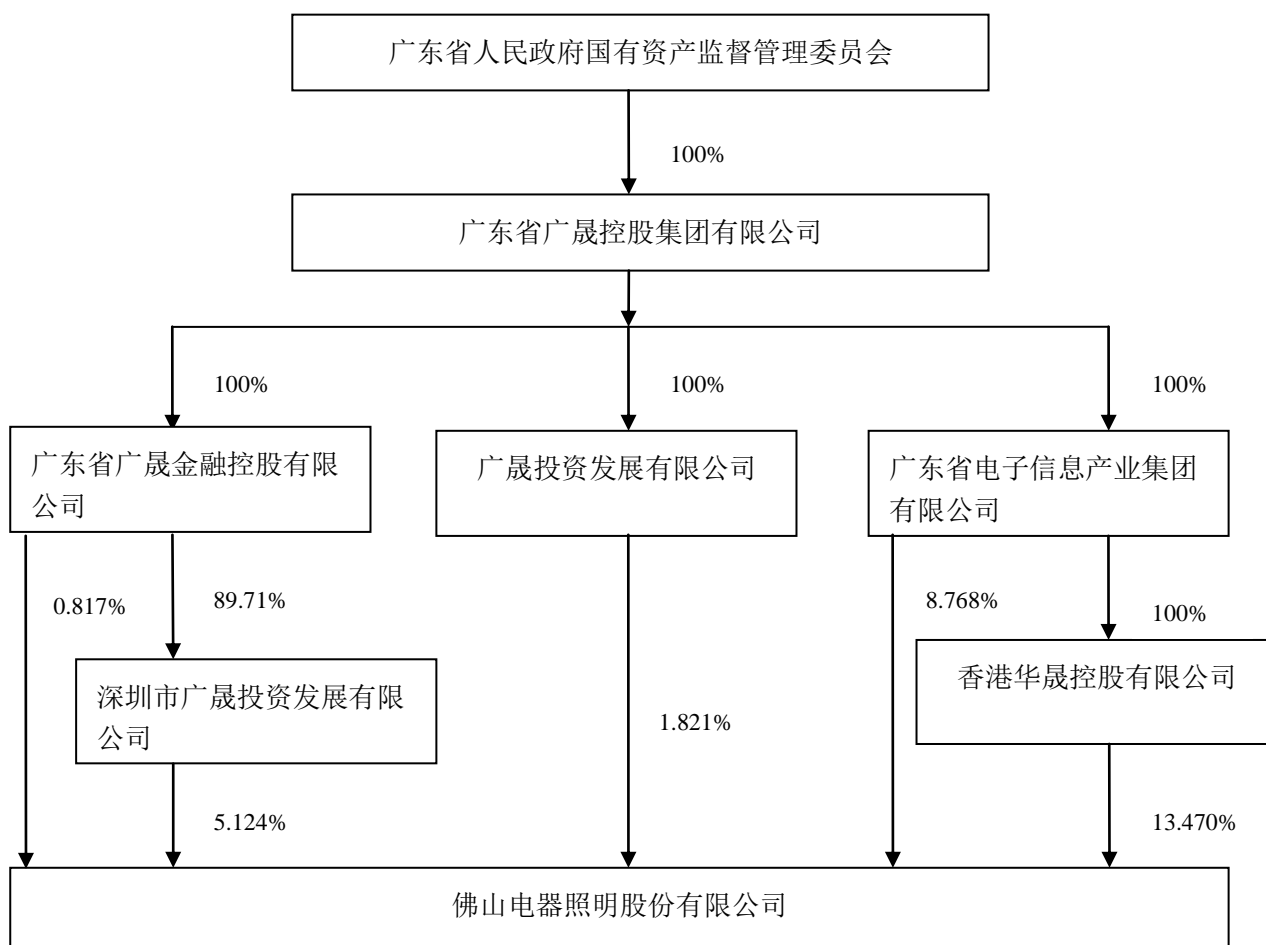 广东省人民政府国有资产监督管理委员会
100%
广东省广晟控股集团有限公司
100%
100%
100%
广东省广晟金融控股有限
公司
广晟投资发展有限公司
广东省电子信息产业集团
有限公司
0.817%
89.71%
8.768%
100%
深圳市广晟投资发展有限
公司
香港华晟控股有限公司
1.821%
5.124%
13.470%
佛山电器照明股份有限公司